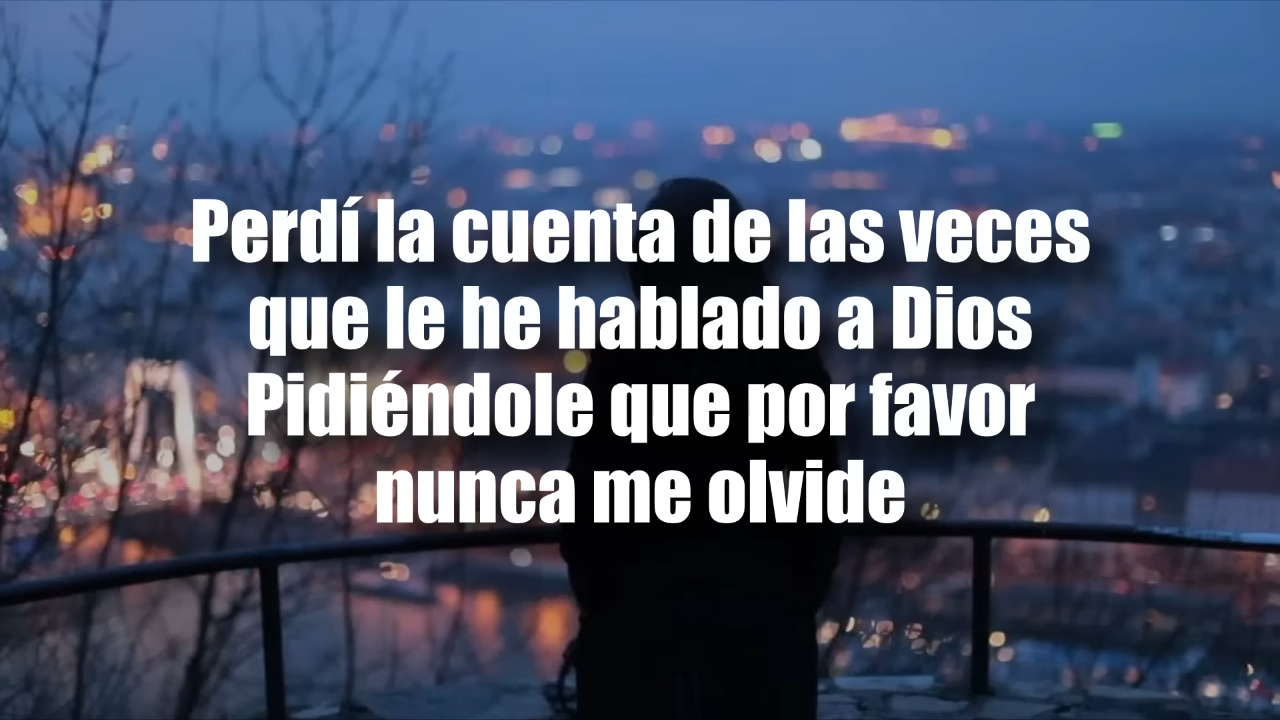 Perdí la cuenta de las veces
que le he hablado a Dios
Pidiéndole que por favor
nunca me olvide